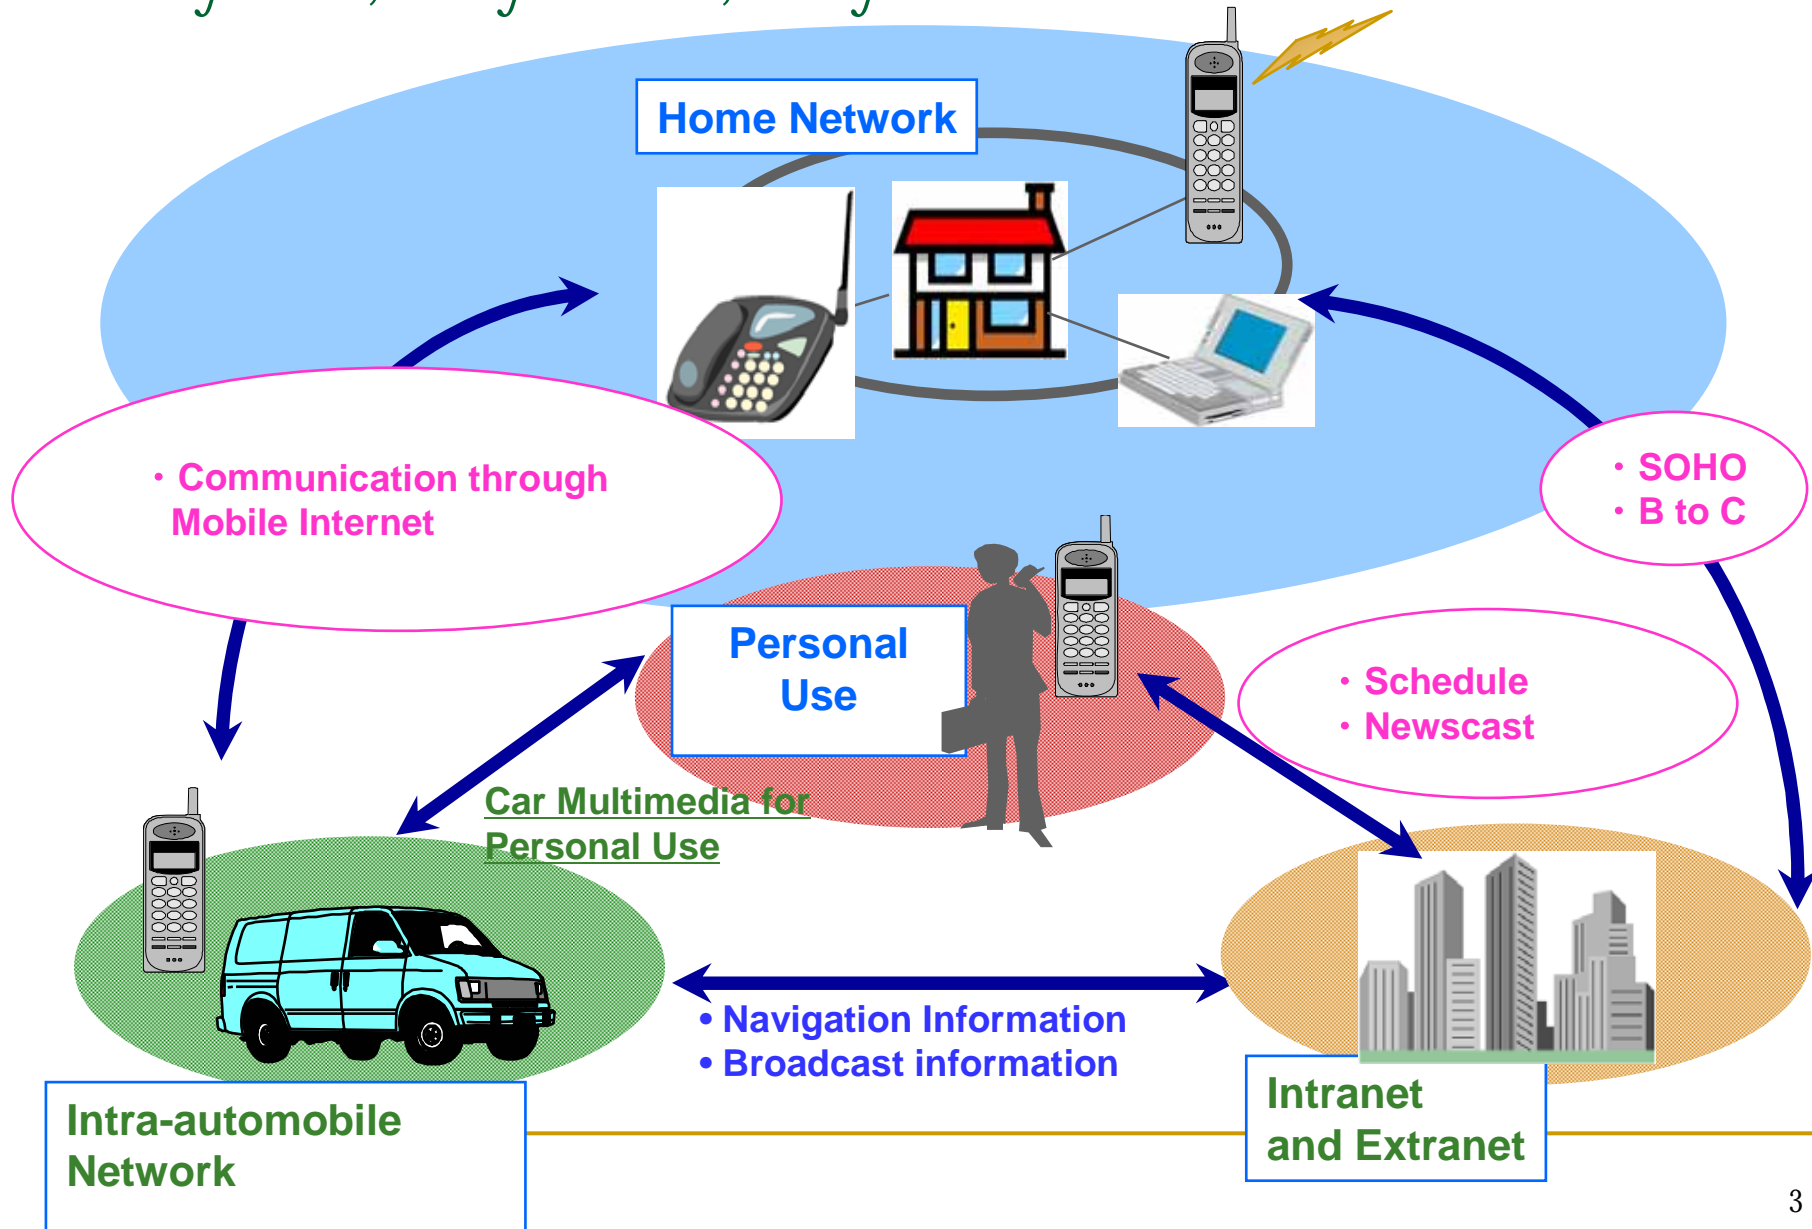 Home Network
・Communication through
Mobile Internet
・SOHO
・B to C
Personal
Use
・Schedule
・Newscast
Car Multimedia for
Personal Use
•Navigation Information
•Broadcast information
Intra-automobile
Network
Intranet
and Extranet
3